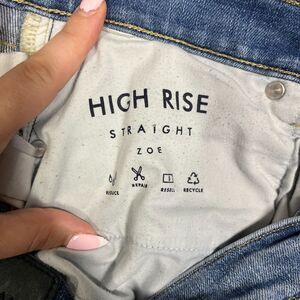 HIGH RISE
STRAIGHT
ZOE
REDUCE REPAIR RESELL RECYCLE